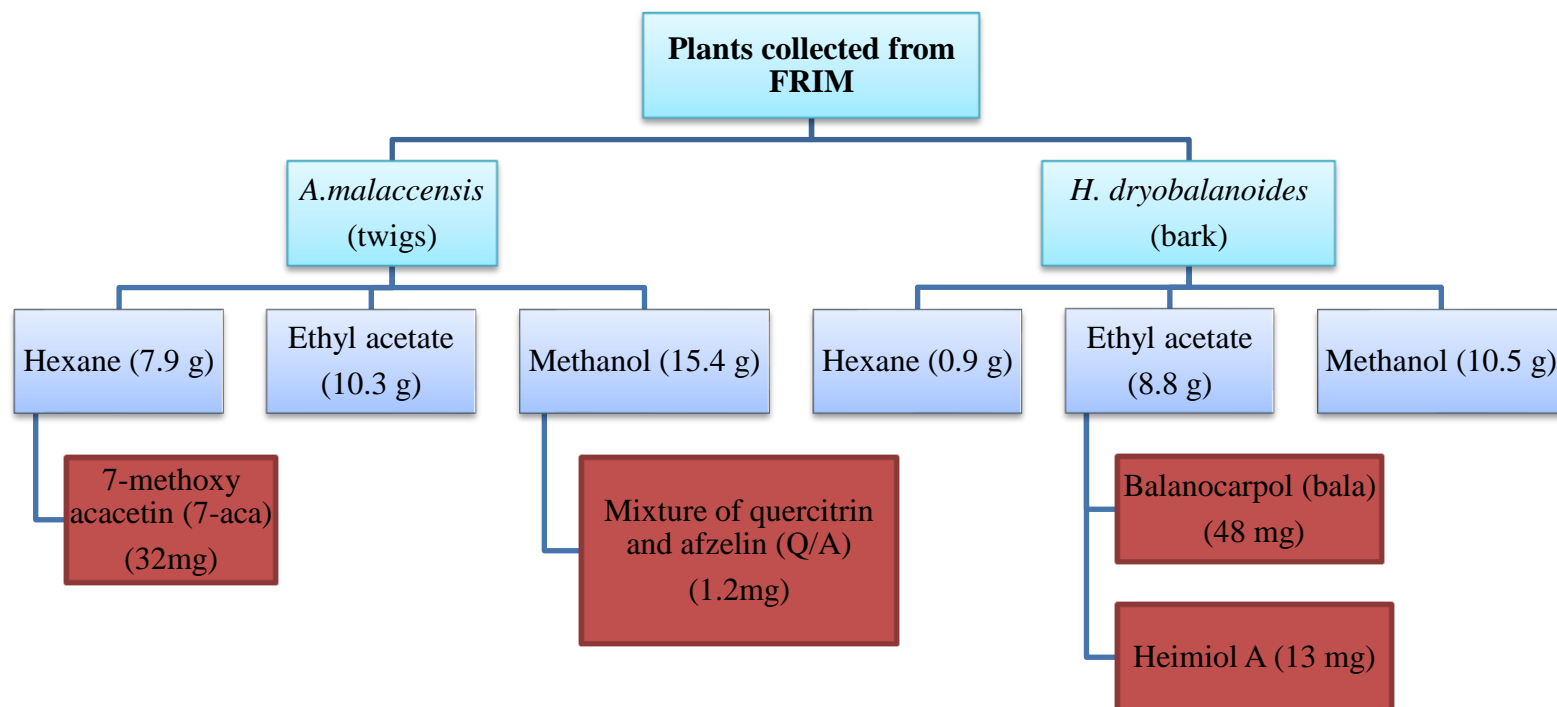 Plants collected from
FRIM
A.malaccensis
(twigs)
H. dryobalanoides
(bark)
Hexane (7.9 g)
Ethyl acetate
(10.3 g)
Methanol (15.4 g)
Hexane (0.9 g)
Ethyl acetate
(8.8 g)
Methanol (10.5 g)
7-methoxy
acacetin (7-aca)
(32mg)
Mixture of quercitrin
and afzelin (Q/A)
(1.2mg)
Balanocarpol (bala)
(48 mg)
Heimiol A (13 mg)